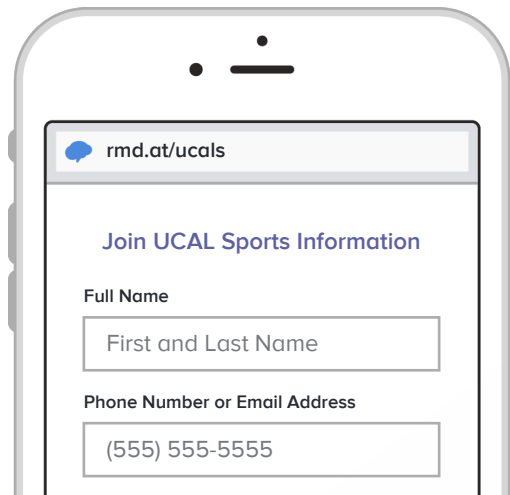 rmd.at/ucals
Join UCAL Sports Information
Full Name
First and Last Name
Phone Number or Email Address
(555) 555-5555